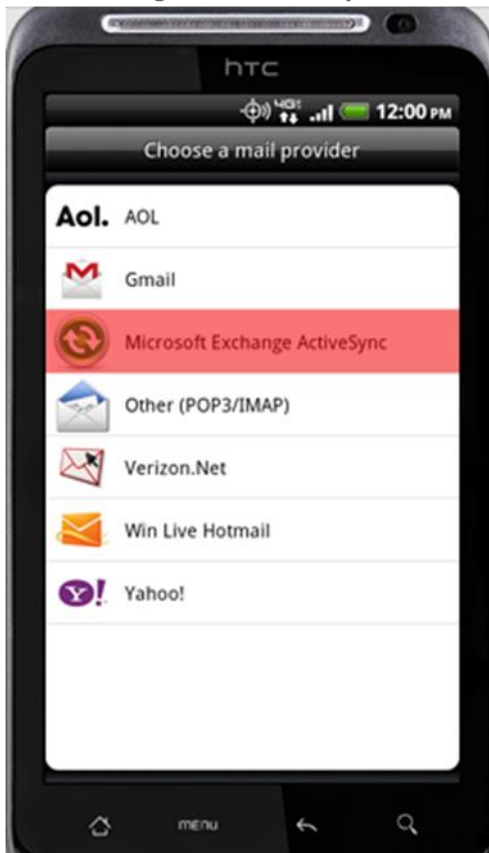 htc
4G 12:00 PM
Choose a mail provider
Aol. AOL
Gmail
Microsoft Exchange ActiveSync
Other (POP3/IMAP)
Verizon.Net
Win Live Hotmail
Y! Yahoo!
menu